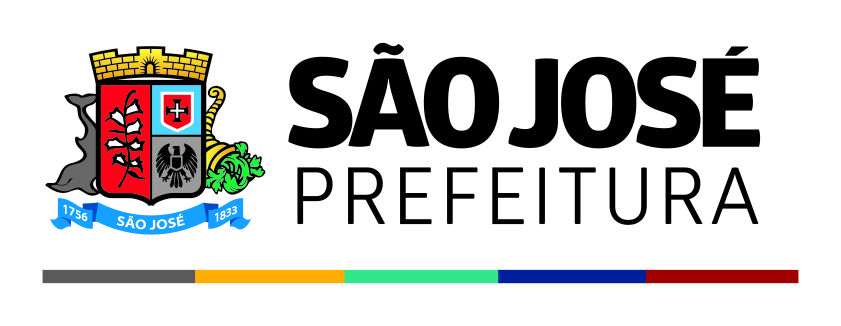 SÃO JOSÉ
PREFEITURA
1756 SÃO JOSÉ 1833